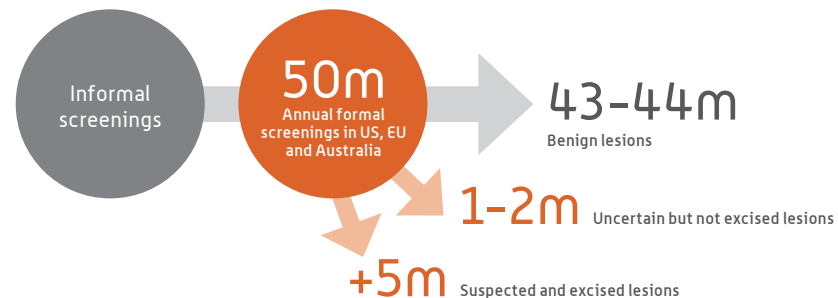 Informal
screenings
50m
Annual formal
screenings in US, EU
and Australia
43-44m
Benign lesions
1-2m Uncertain but not excised lesions
+5m Suspected and excised lesions